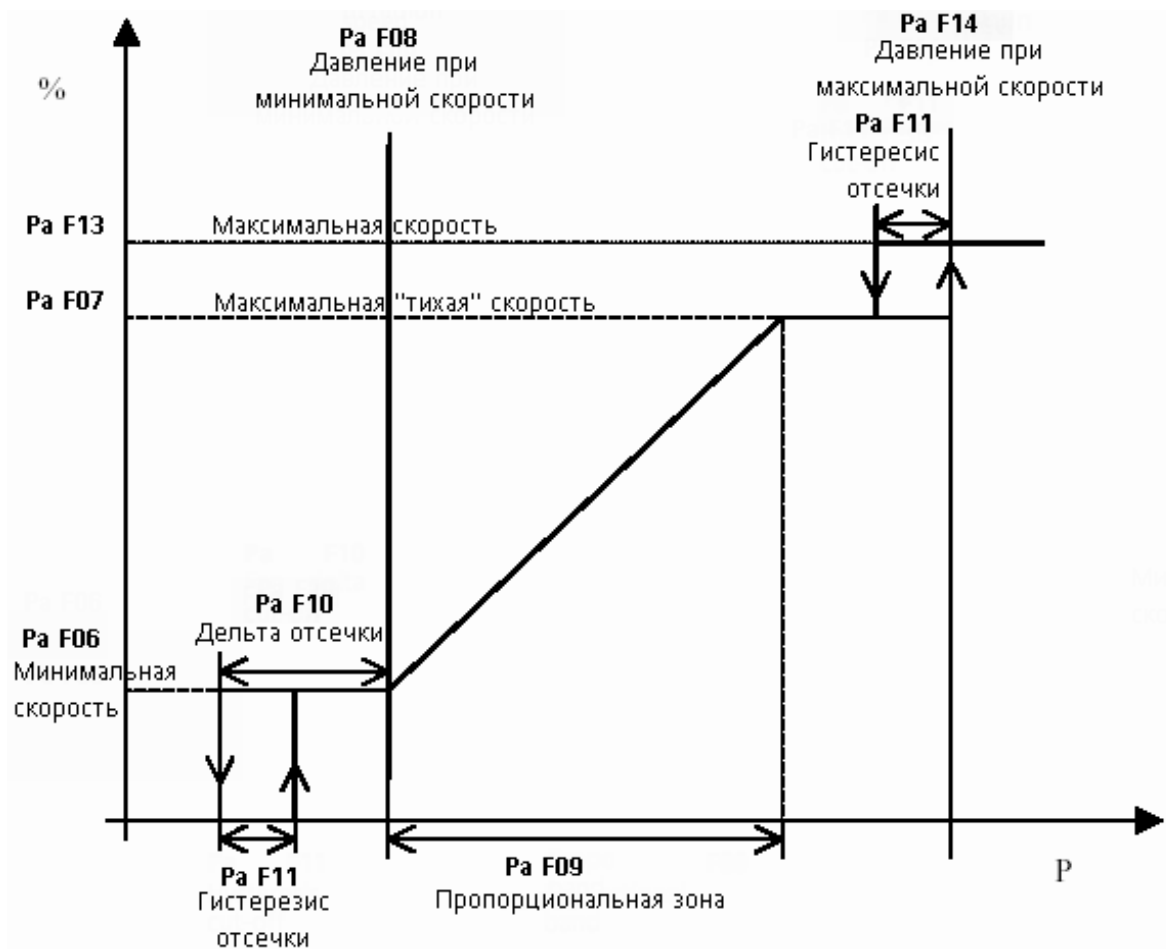 Pa F08
Давление при
минимальной скорости
Pa F14
Давление при
максимальной скорости
%
Pa F11
Гистересис
отсечки
Pa F13
Максимальная скорость
Pa F07
Максимальная "тихая" скорость
Pa F10
Дельта отсечки
Pa F06
Минимальная
скорость
Pa F11
Гистерезис
отсечки
Pa F09
Пропорциональная зона
P